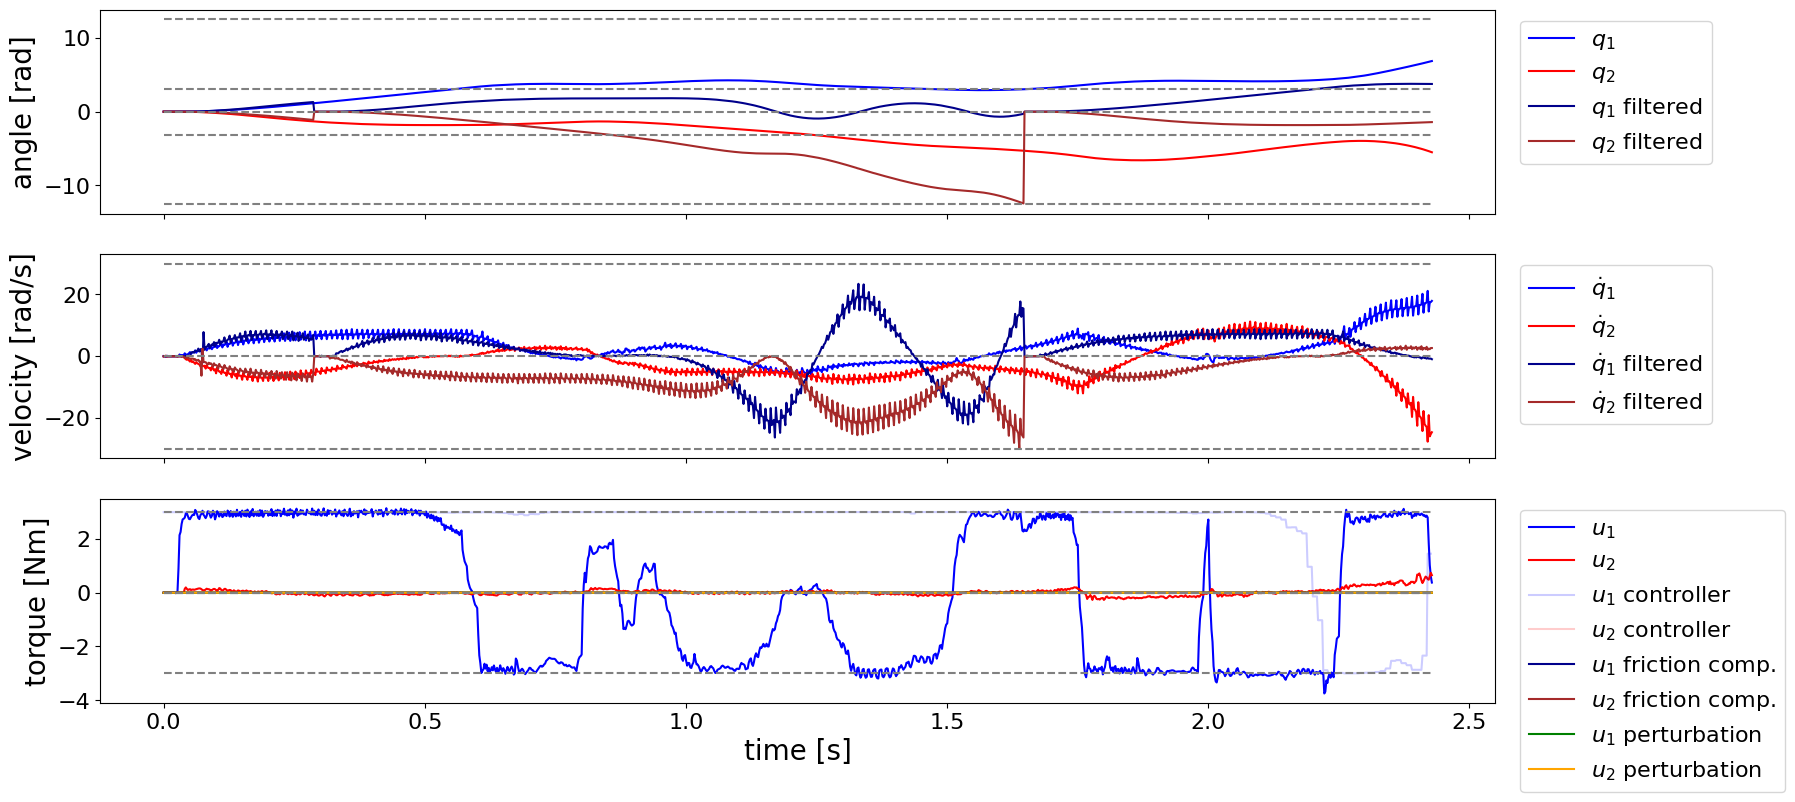 angle [rad]
10
0
−10
q₁
q₂
q₁ filtered
q₂ filtered
velocity [rad/s]
20
0
−20
q̇₁
q̇₂
q̇₁ filtered
q̇₂ filtered
torque [Nm]
2
0
−2
−4
u₁
u₂
u₁ controller
u₂ controller
u₁ friction comp.
u₂ friction comp.
u₁ perturbation
u₂ perturbation
0.0 0.5 1.0 1.5 2.0 2.5
time [s]